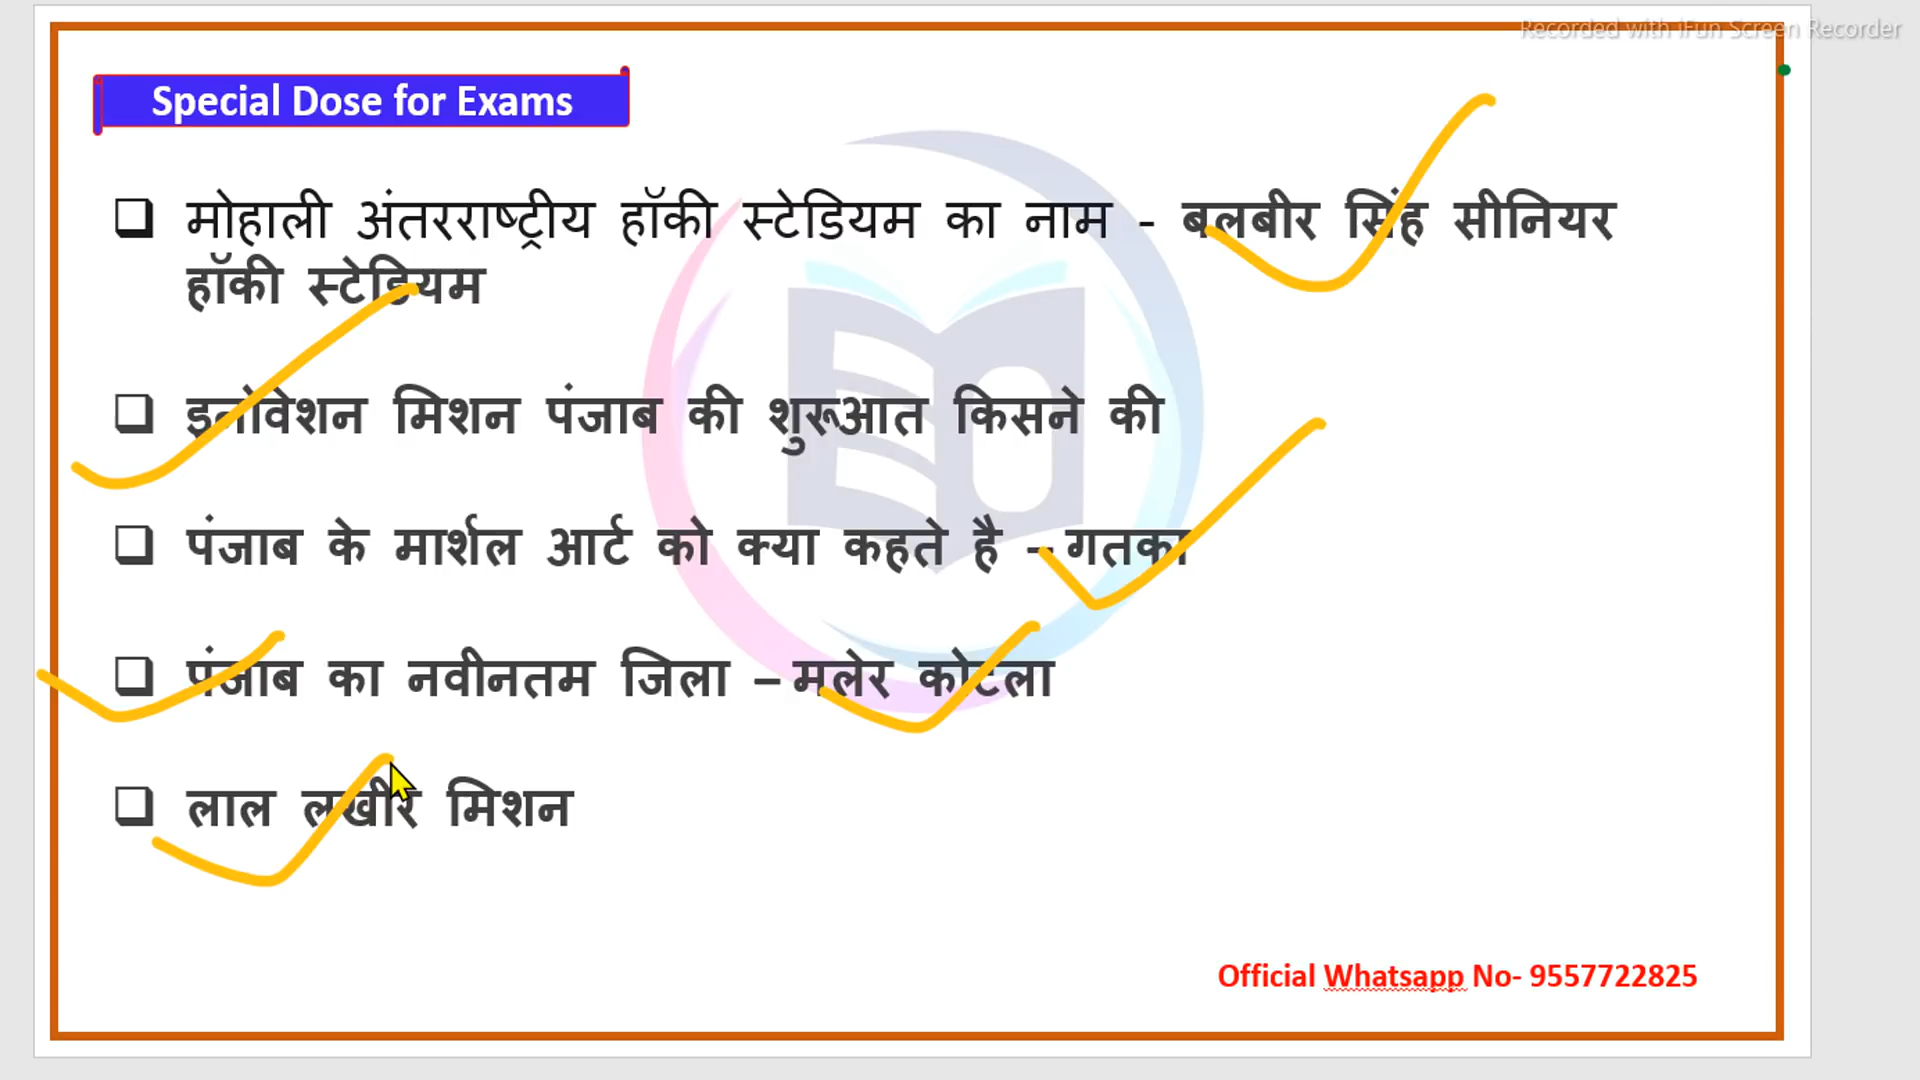 Recorded with iFun Screen Recorder
Special Dose for Exams
मोहाली अंतरराष्ट्रीय हॉकी स्टेडियम का नाम - बलबीर सिंह सीनियर
हॉकी स्टेडियम
इनोवेशन मिशन पंजाब की शुरूआत किसने की
पंजाब के मार्शल आर्ट को क्या कहते है – गतका
पंजाब का नवीनतम जिला – मलेर कोटला
लाल लखीर मिशन
Official Whatsapp No- 9557722825